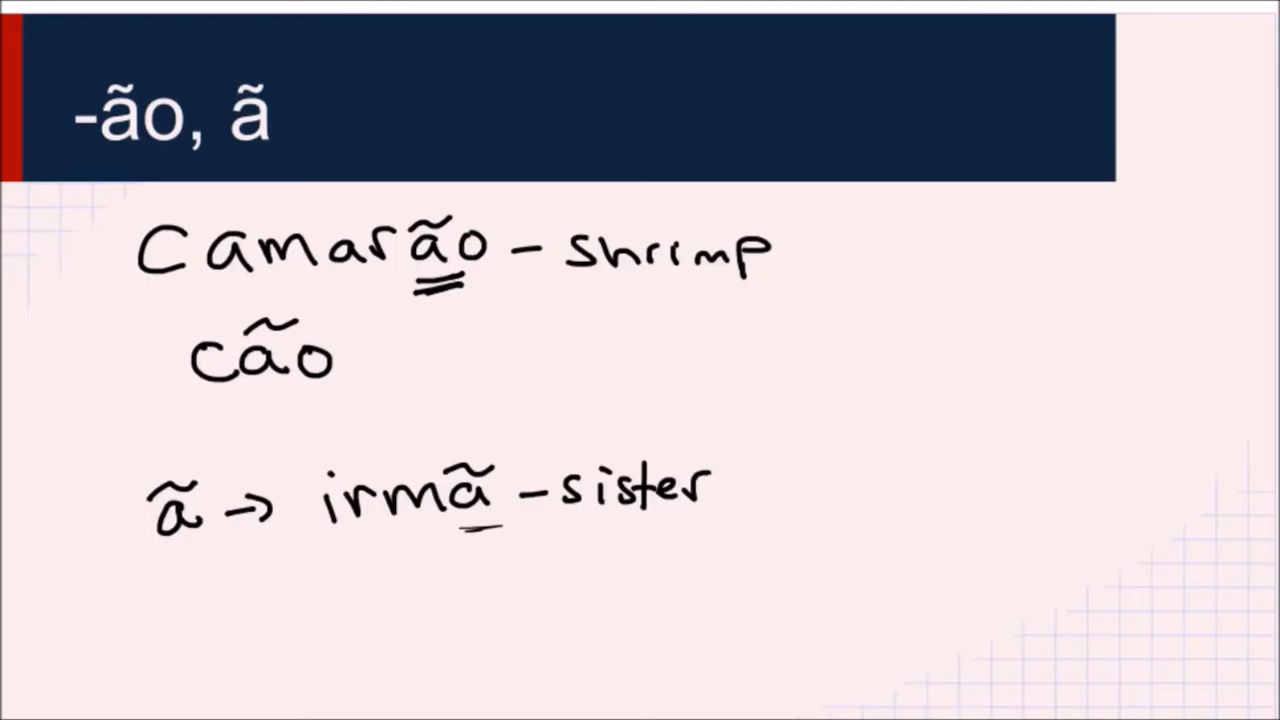 -ão, ã
Camarão - shrimp
cão
ã → irmã - sister